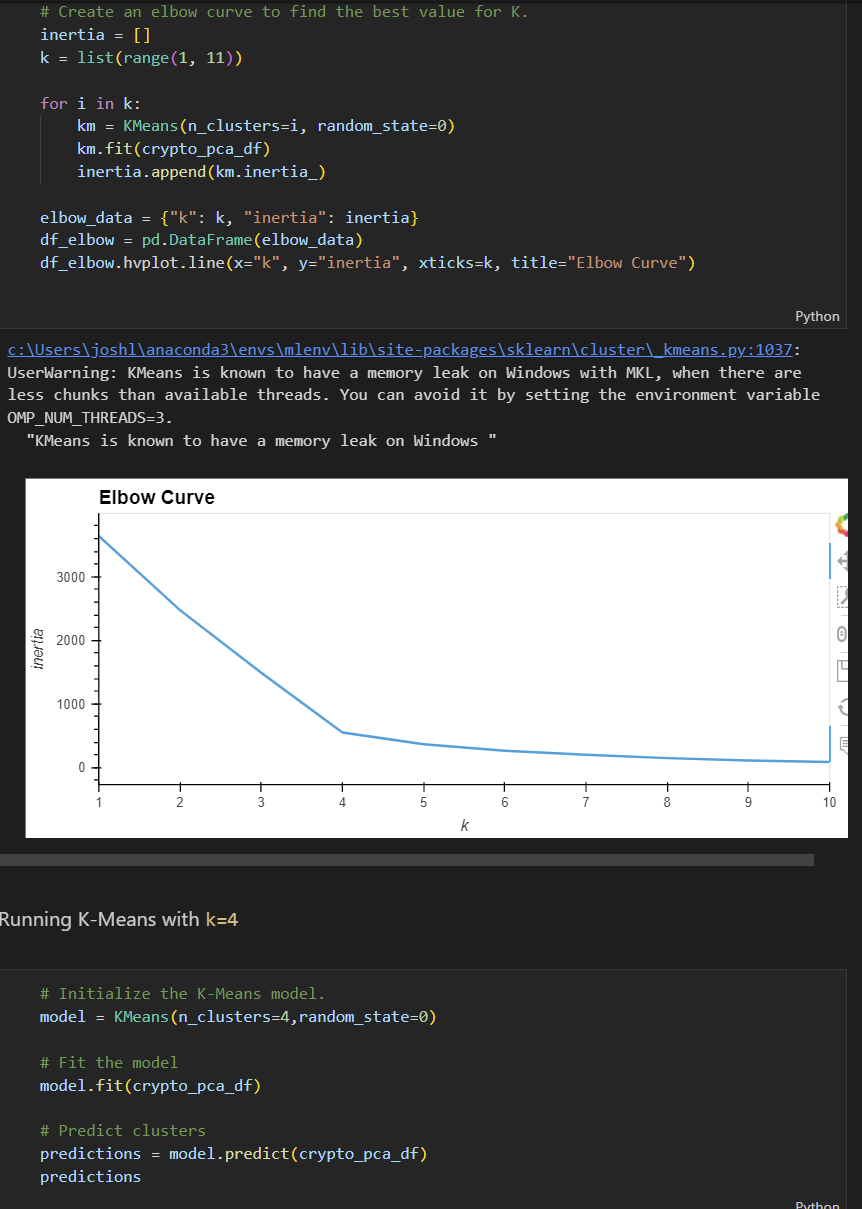 # Create an elbow curve to find the best value for K.
inertia = []
k = list(range(1, 11))
for i in k:
km = KMeans(n_clusters=i, random_state=0)
km.fit(crypto_pca_df)
inertia.append(km.inertia_)
elbow_data = {"k": k, "inertia": inertia}
df_elbow = pd.DataFrame(elbow_data)
df_elbow.hvplot.line(x="k", y="inertia", xticks=k, title="Elbow Curve")
Python
c:\Users\joshl\anaconda3\envs\mlenv\lib\site-packages\sklearn\cluster\_kmeans.py:1037:
UserWarning: KMeans is known to have a memory leak on Windows with MKL, when there are
less chunks than available threads. You can avoid it by setting the environment variable
OMP_NUM_THREADS=3.
"KMeans is known to have a memory leak on Windows "
Elbow Curve
3000
2000
1000
0
inertia
1 2 3 4 5 6 7 8 9 10
k
Running K-Means with k=4
# Initialize the K-Means model.
model = KMeans(n_clusters=4,random_state=0)
# Fit the model
model.fit(crypto_pca_df)
# Predict clusters
predictions = model.predict(crypto_pca_df)
predictions
Python